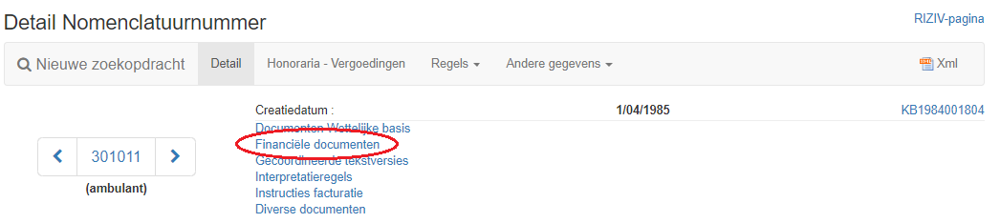 Detail Nomenclatuurnummer
RIZIV-pagina
Nieuwe zoekopdracht Detail Honoraria - Vergoedingen Regels Andere gegevens Xml
Creatiedatum : 1/04/1985 KB1984001804
Documenten Wettelijke basis
Financiële documenten
Gecoördineerde tekstversies
301011
Interpretatieregels
(ambulant)
Instructies facturatie
Diverse documenten